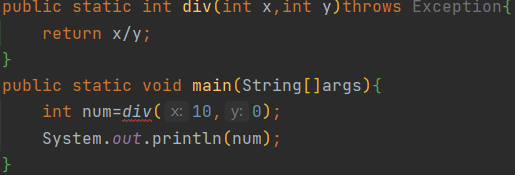 public static int div(int x,int y)throws Exception{
return x/y;
}
public static void main(String[]args){
int num=div( x: 10, y: 0);
System.out.println(num);
}